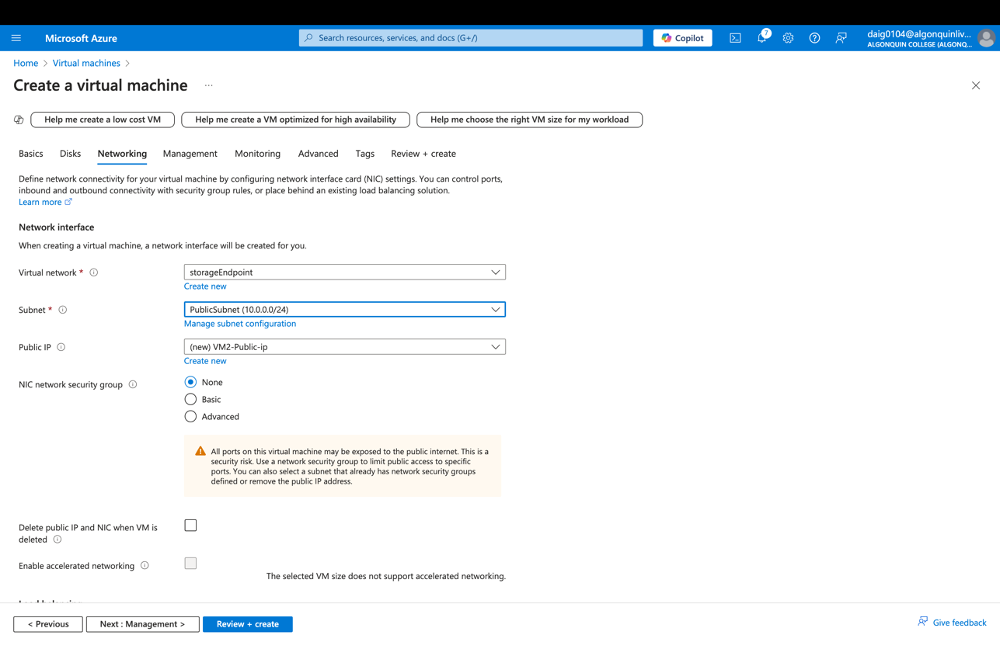 Microsoft Azure
Search resources, services, and docs (G+/)
Copilot
7
daig0104@algonquinliv...
ALGONQUIN COLLEGE (ALGONQ...
Home > Virtual machines >
Create a virtual machine ...
Help me create a low cost VM
Help me create a VM optimized for high availability
Help me choose the right VM size for my workload
Basics Disks Networking Management Monitoring Advanced Tags Review + create
Define network connectivity for your virtual machine by configuring network interface card (NIC) settings. You can control ports,
inbound and outbound connectivity with security group rules, or place behind an existing load balancing solution.
Learn more
Network interface
When creating a virtual machine, a network interface will be created for you.
Virtual network *
storageEndpoint
Create new
Subnet *
PublicSubnet (10.0.0.0/24)
Manage subnet configuration
Public IP
(new) VM2-Public-ip
Create new
NIC network security group
None
Basic
Advanced
All ports on this virtual machine may be exposed to the public internet. This is a
security risk. Use a network security group to limit public access to specific
ports. You can also select a subnet that already has network security groups
defined or remove the public IP address.
Delete public IP and NIC when VM is
deleted
Enable accelerated networking
The selected VM size does not support accelerated networking.
< Previous
Next : Management >
Review + create
Give feedback